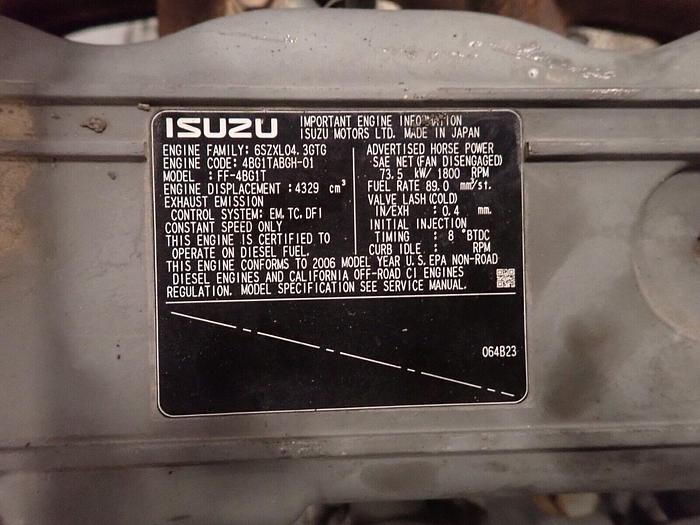 ISUZU
IMPORTANT ENGINE INFORMATION
ISUZU MOTORS LTD. MADE IN JAPAN
ENGINE FAMILY: 6SZXL04.3GTG
ENGINE CODE: 4BG1TABGH-01
MODEL : FF-4BG1T
ENGINE DISPLACEMENT :4329 cm³
EXHAUST EMISSION
CONTROL SYSTEM: EM,TC,DFI
CONSTANT SPEED ONLY
THIS ENGINE IS CERTIFIED TO
OPERATE ON DIESEL FUEL.
ADVERTISED HORSE POWER
SAE NET(FAN DISENGAGED)
73.5 kW/ 1800 RPM
FUEL RATE 89.0 mm³/st.
VALVE LASH(COLD)
IN/EXH : 0.4 mm.
INITIAL INJECTION
TIMING : 8 °BTDC
CURB IDLE : RPM
THIS ENGINE CONFORMS TO 2006 MODEL YEAR U.S.EPA NON-ROAD
DIESEL ENGINES AND CALIFORNIA OFF-ROAD CI ENGINES
REGULATION. MODEL SPECIFICATION SEE SERVICE MANUAL.
064B23